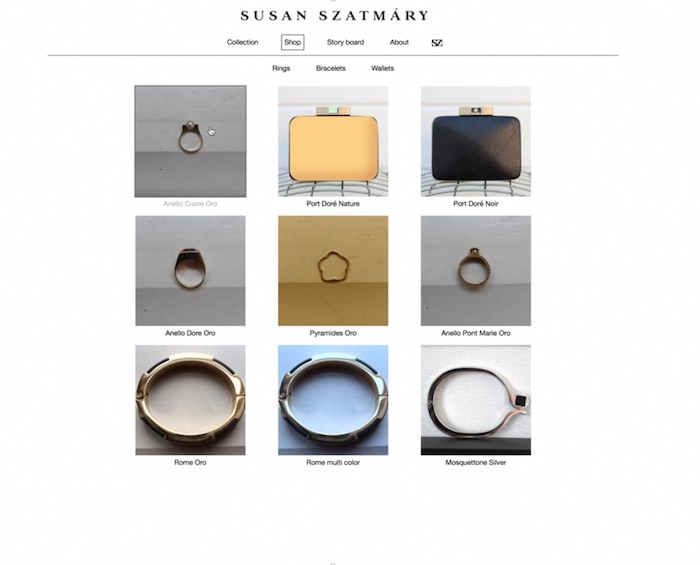 SUSAN SZATMÁRY
Collection Shop Story board About SZ
Rings Bracelets Wallets
Anello Cuore Oro Port Doré Nature Port Doré Noir
Anello Dore Oro Pyramides Oro Anello Pont Marie Oro
Rome Oro Rome multi color Mosquettone Silver